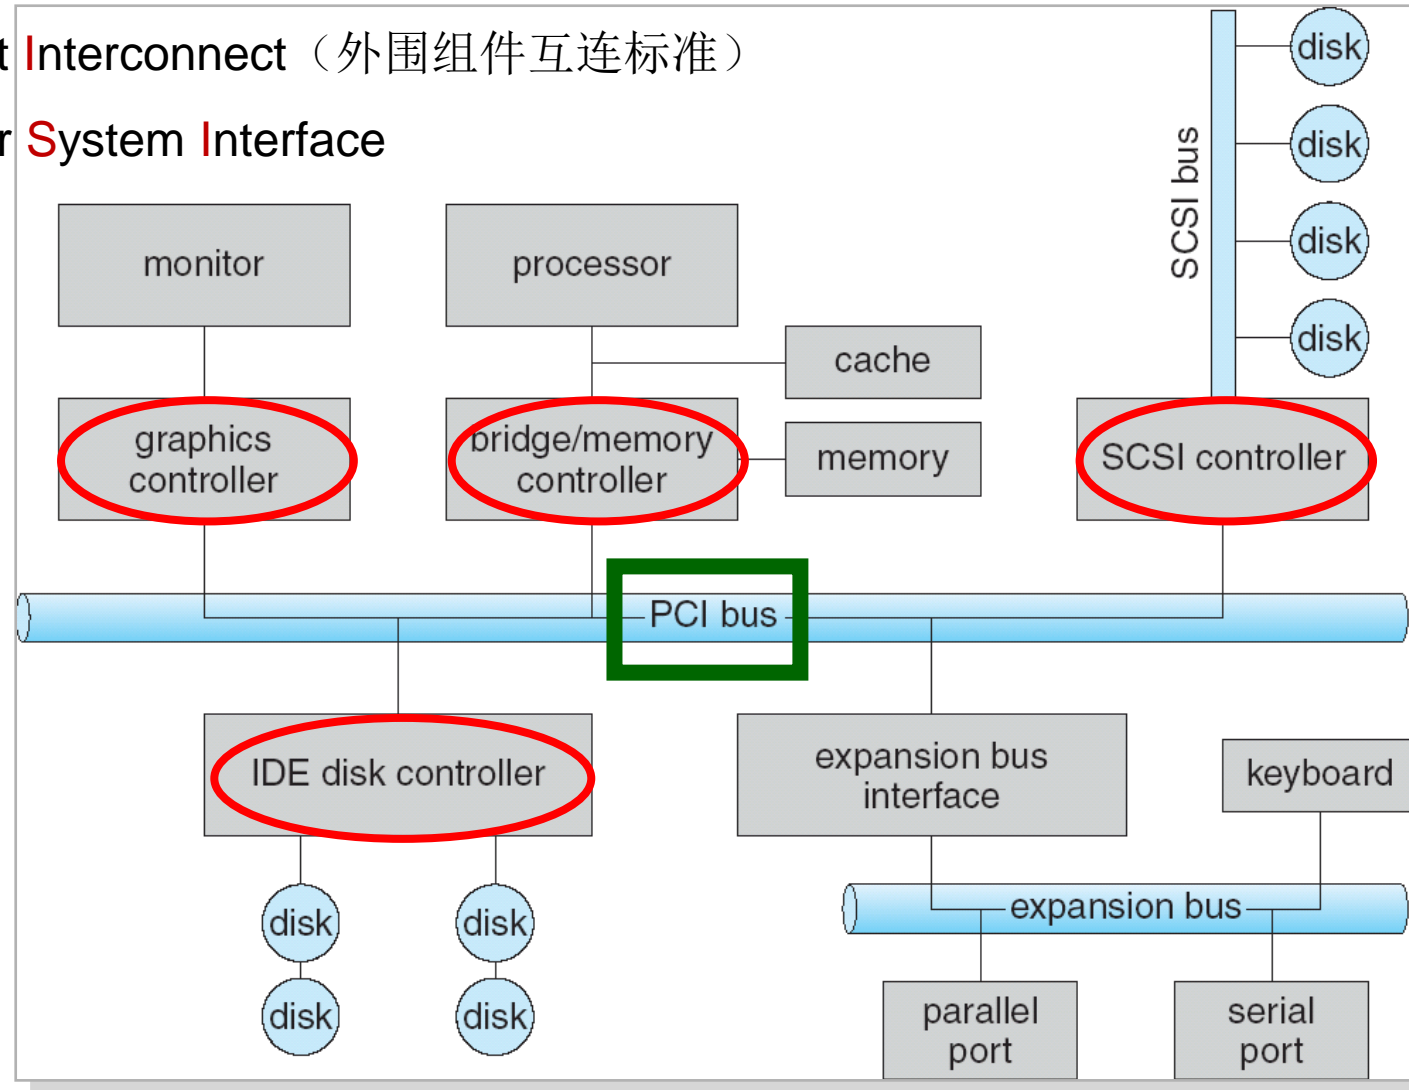 t Interconnect（外围组件互连标准）
r System Interface
monitor
processor
cache
graphics
controller
bridge/memory
controller
memory
SCSI bus
disk
disk
disk
disk
SCSI controller
PCI bus
IDE disk controller
expansion bus
interface
keyboard
disk
disk
disk
disk
expansion bus
parallel
port
serial
port